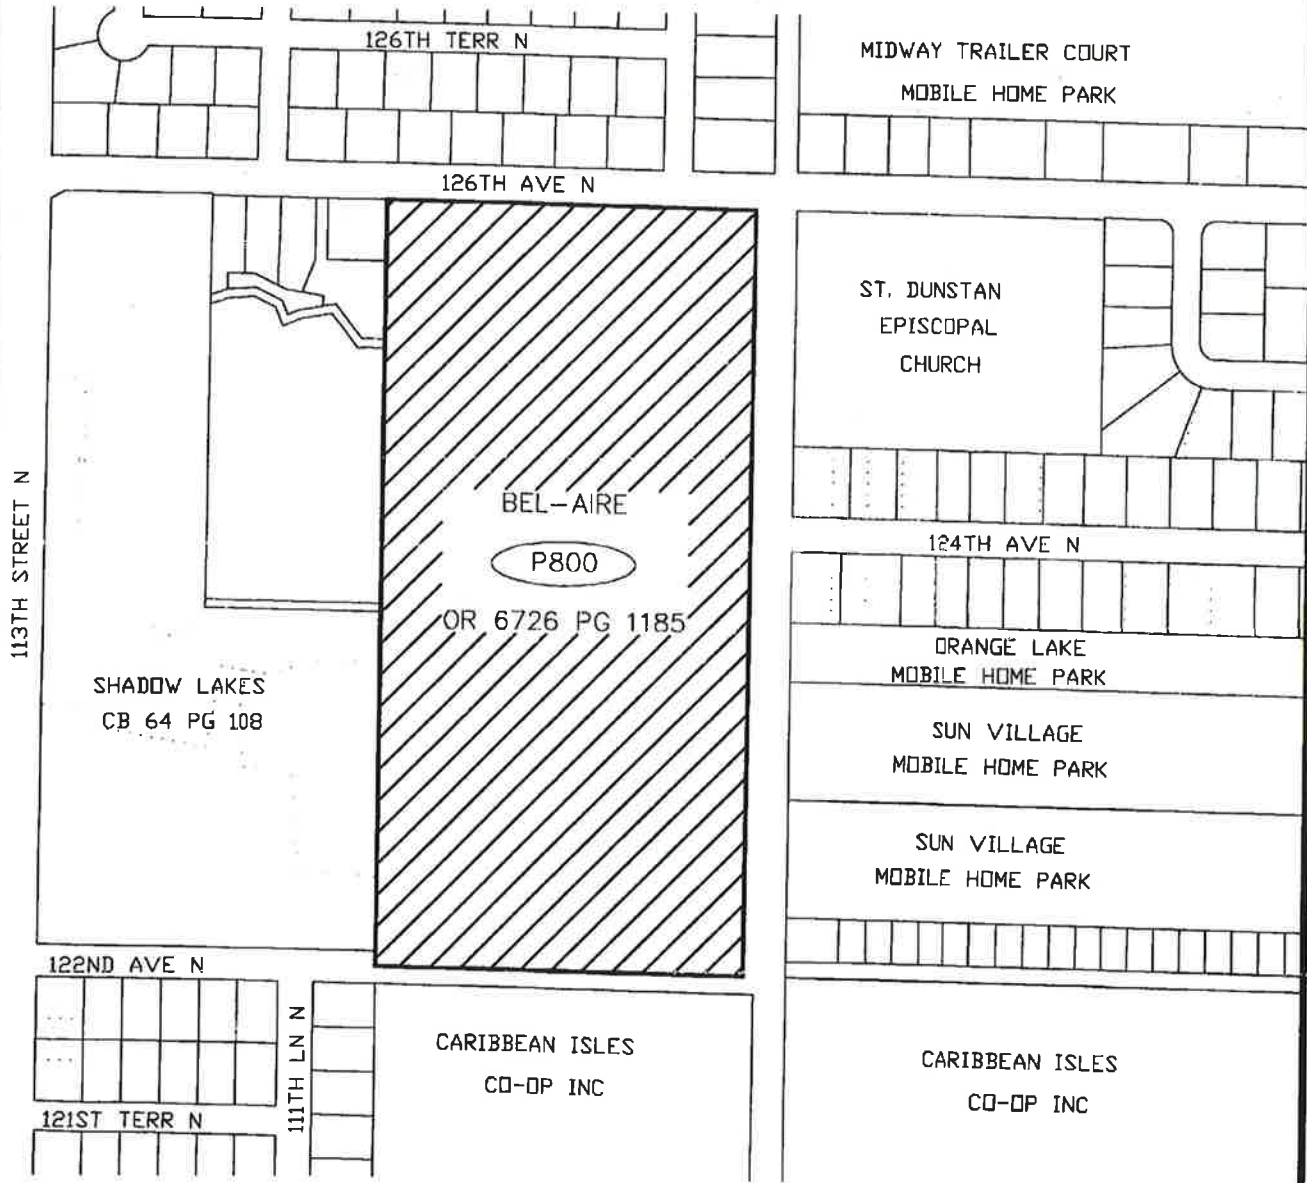 126TH TERR N
MIDWAY TRAILER COURT
MOBILE HOME PARK
126TH AVE N
ST. DUNSTAN
EPISCOPAL
CHURCH
113TH STREET N
BEL-AIRE
P800
OR 6726 PG 1185
124TH AVE N
ORANGE LAKE
MOBILE HOME PARK
SHADOW LAKES
CB 64 PG 108
SUN VILLAGE
MOBILE HOME PARK
SUN VILLAGE
MOBILE HOME PARK
122ND AVE N
111TH LN N
CARIBBEAN ISLES
CO-OP INC
CARIBBEAN ISLES
CO-OP INC
121ST TERR N